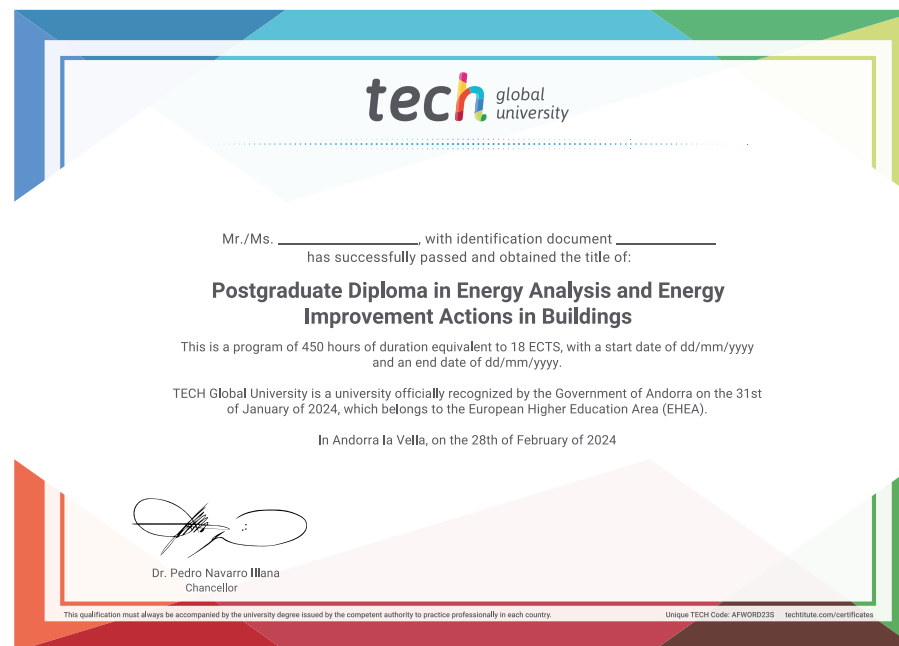 tech global
university
Mr./Ms. ________________, with identification document ____________
has successfully passed and obtained the title of:
Postgraduate Diploma in Energy Analysis and Energy
Improvement Actions in Buildings
This is a program of 450 hours of duration equivalent to 18 ECTS, with a start date of dd/mm/yyyy
and an end date of dd/mm/yyyy.
TECH Global University is a university officially recognized by the Government of Andorra on the 31st
of January of 2024, which belongs to the European Higher Education Area (EHEA).
In Andorra la Vella, on the 28th of February of 2024
Dr. Pedro Navarro Illana
Chancellor
This qualification must always be accompanied by the university degree issued by the competent authority to practice professionally in each country.
Unique TECH Code: AFWORD23S techtitute.com/certificates